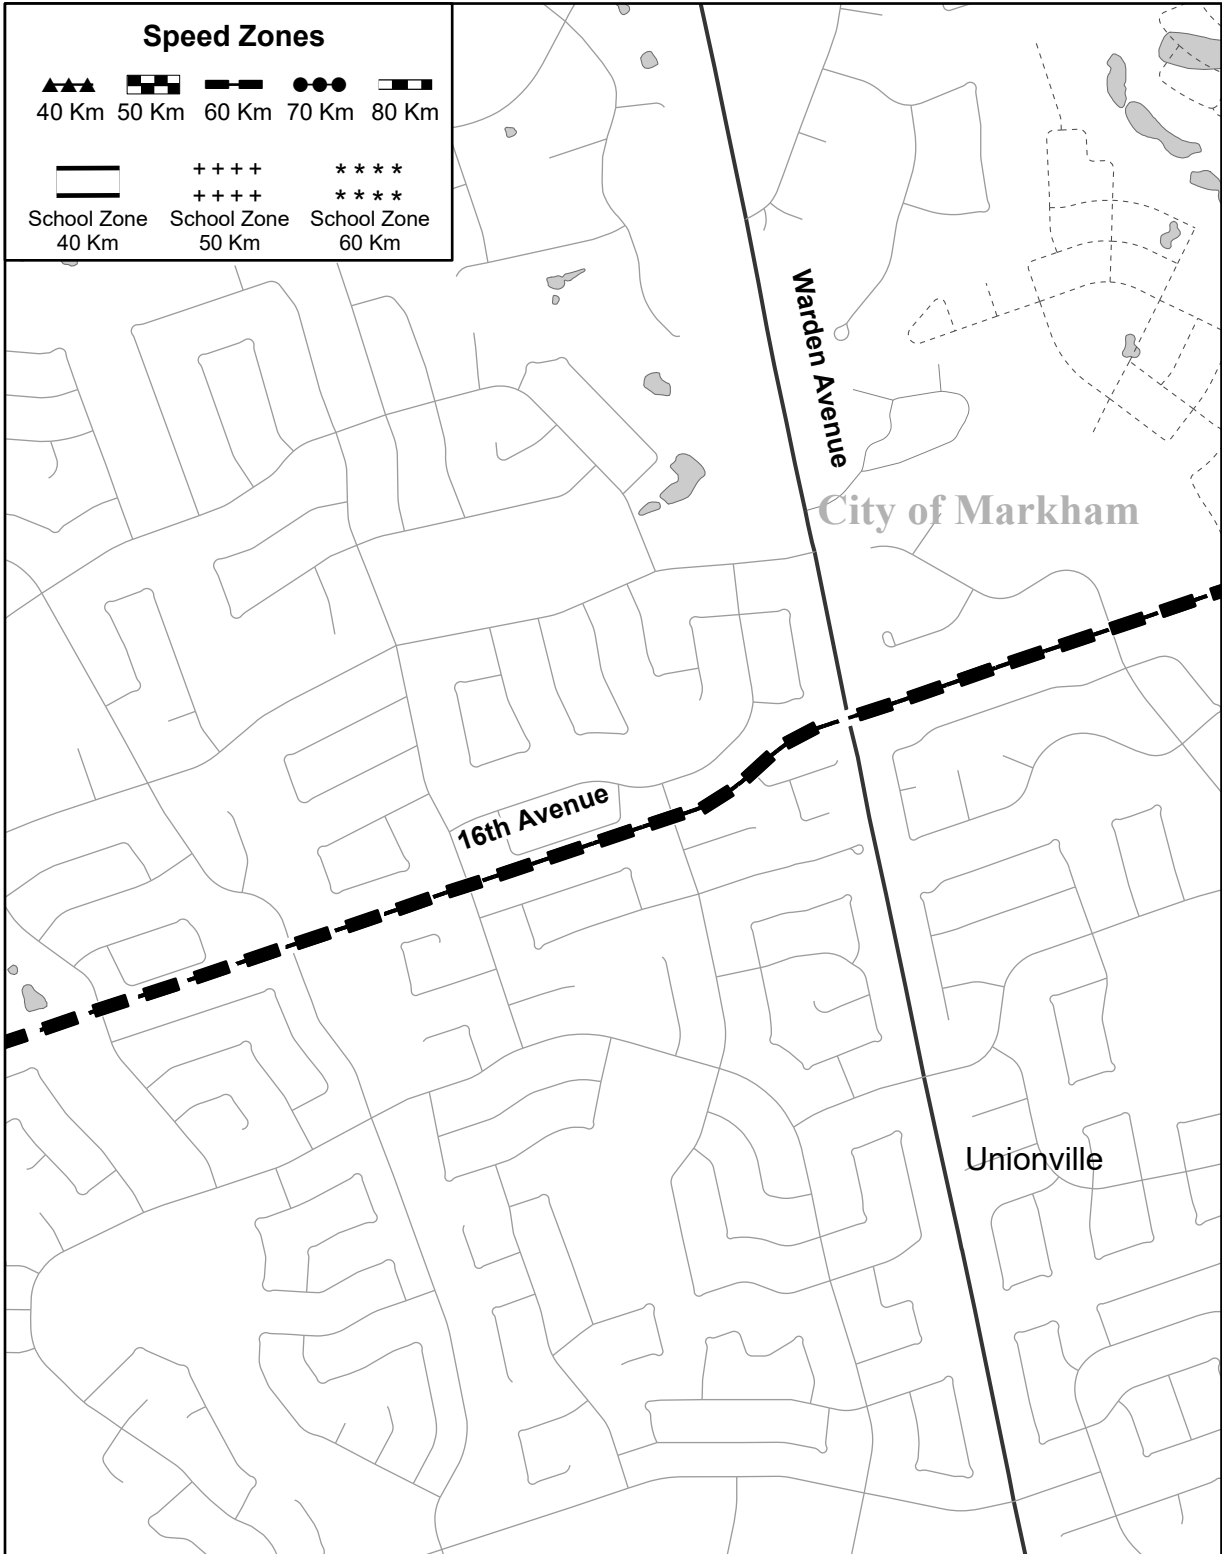 Speed Zones
40 Km 50 Km 60 Km 70 Km 80 Km
++++ ****
++++ ****
School Zone School Zone School Zone
40 Km 50 Km 60 Km
Warden Avenue
City of Markham
16th Avenue
Unionville